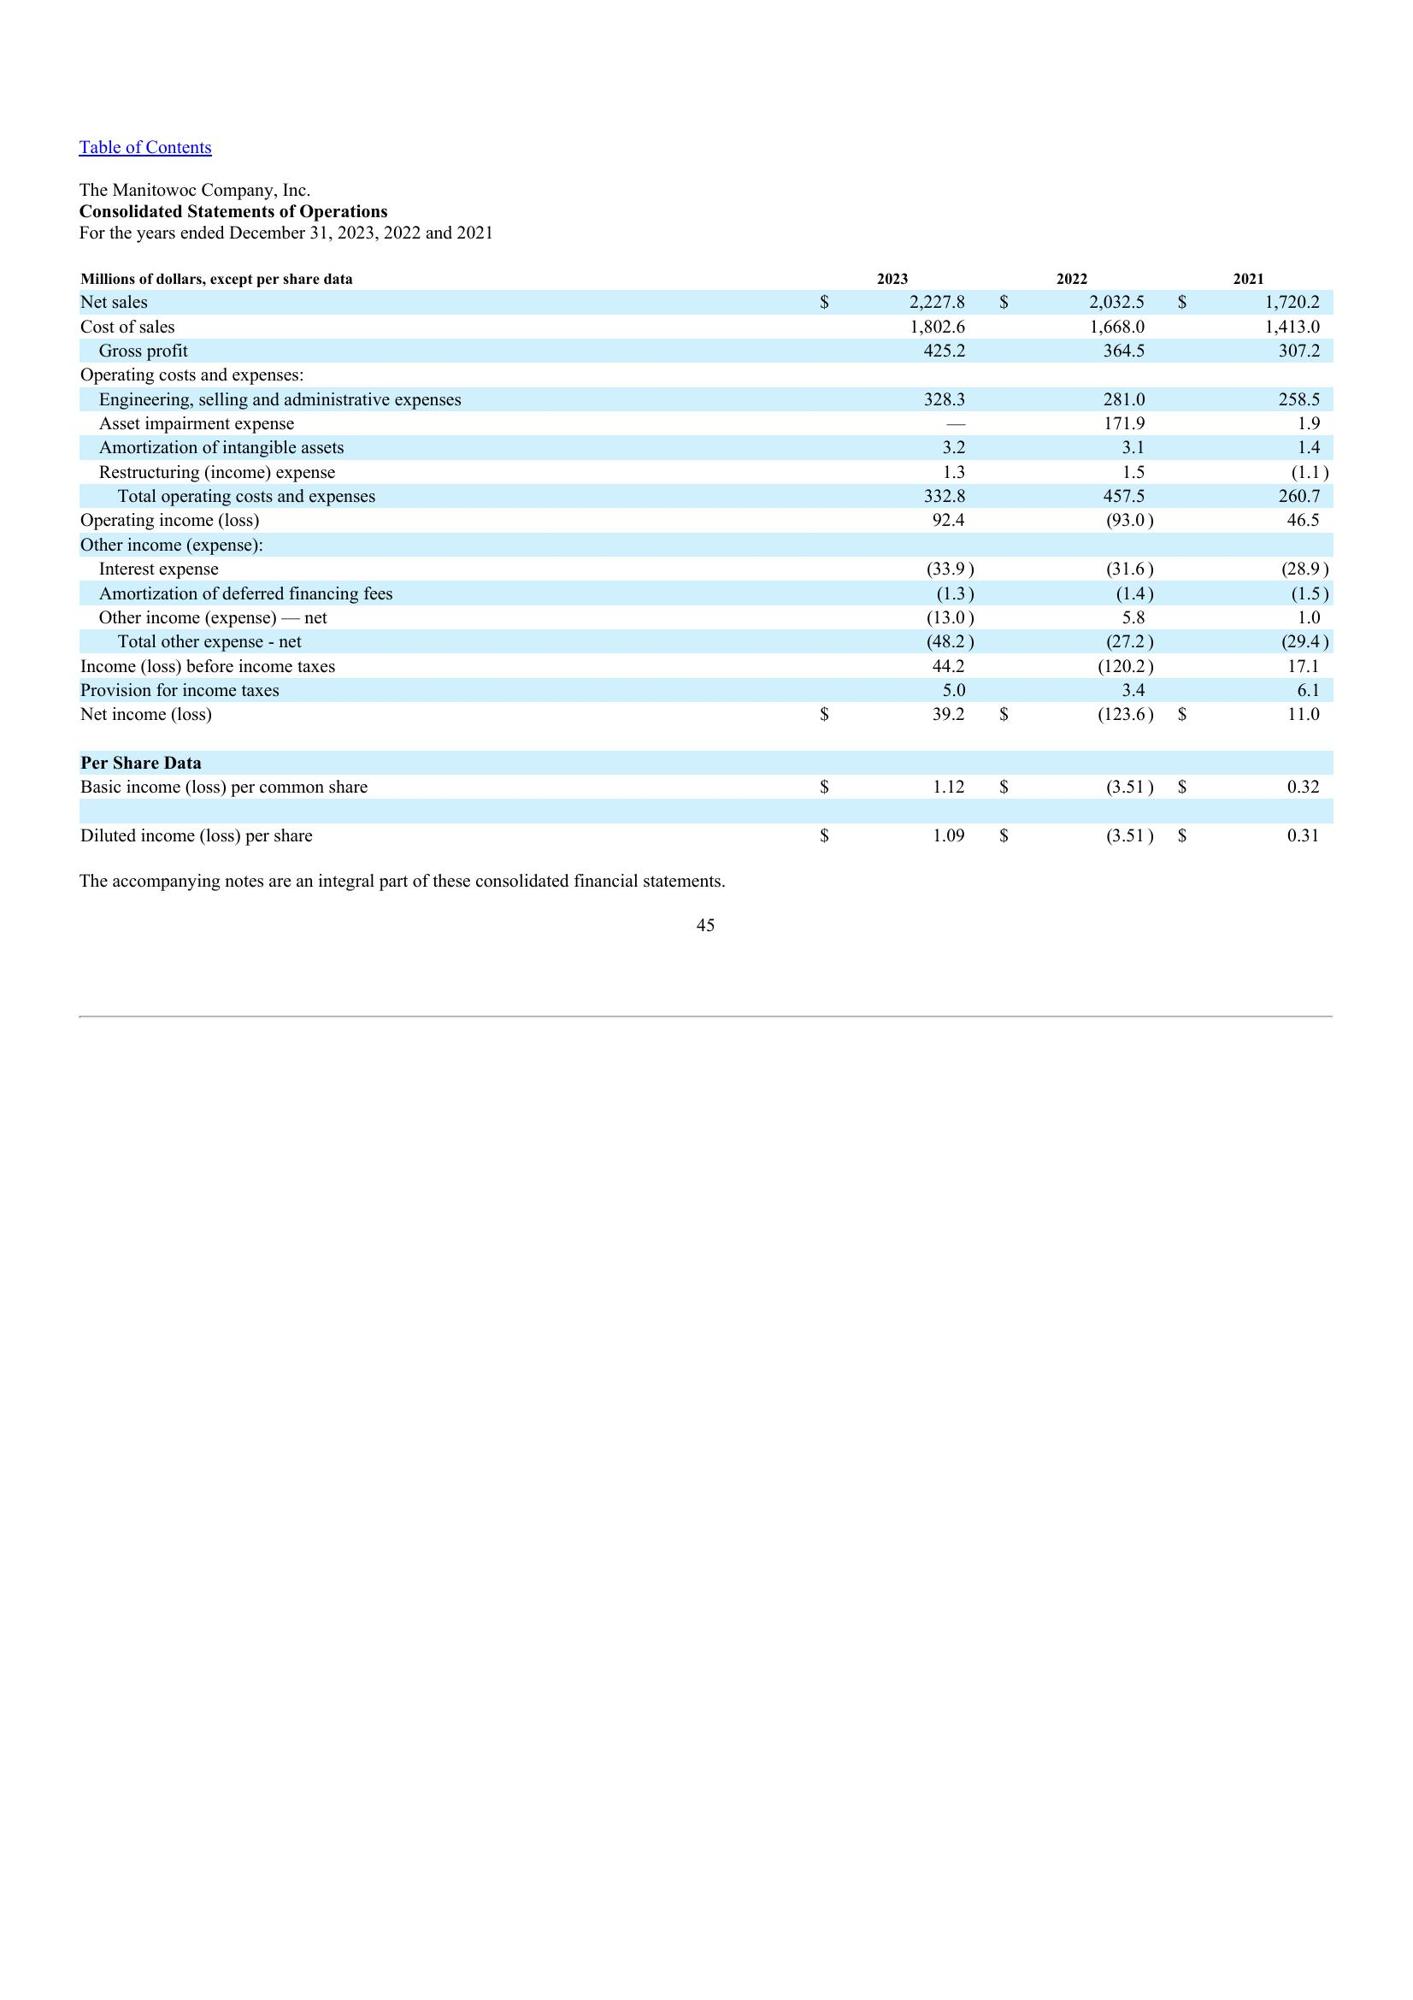 Table of Contents
The Manitowoc Company, Inc.
Consolidated Statements of Operations
For the years ended December 31, 2023, 2022 and 2021
Millions of dollars, except per share data 2023 2022 2021
Net sales $ 2,227.8 $ 2,032.5 $ 1,720.2
Cost of sales 1,802.6 1,668.0 1,413.0
Gross profit 425.2 364.5 307.2
Operating costs and expenses:
Engineering, selling and administrative expenses 328.3 281.0 258.5
Asset impairment expense — 171.9 1.9
Amortization of intangible assets 3.2 3.1 1.4
Restructuring (income) expense 1.3 1.5 (1.1 )
Total operating costs and expenses 332.8 457.5 260.7
Operating income (loss) 92.4 (93.0 ) 46.5
Other income (expense):
Interest expense (33.9 ) (31.6 ) (28.9 )
Amortization of deferred financing fees (1.3 ) (1.4 ) (1.5 )
Other income (expense) — net (13.0 ) 5.8 1.0
Total other expense - net (48.2 ) (27.2 ) (29.4 )
Income (loss) before income taxes 44.2 (120.2 ) 17.1
Provision for income taxes 5.0 3.4 6.1
Net income (loss) $ 39.2 $ (123.6 ) $ 11.0
Per Share Data
Basic income (loss) per common share $ 1.12 $ (3.51 ) $ 0.32
Diluted income (loss) per share $ 1.09 $ (3.51 ) $ 0.31
The accompanying notes are an integral part of these consolidated financial statements.
45